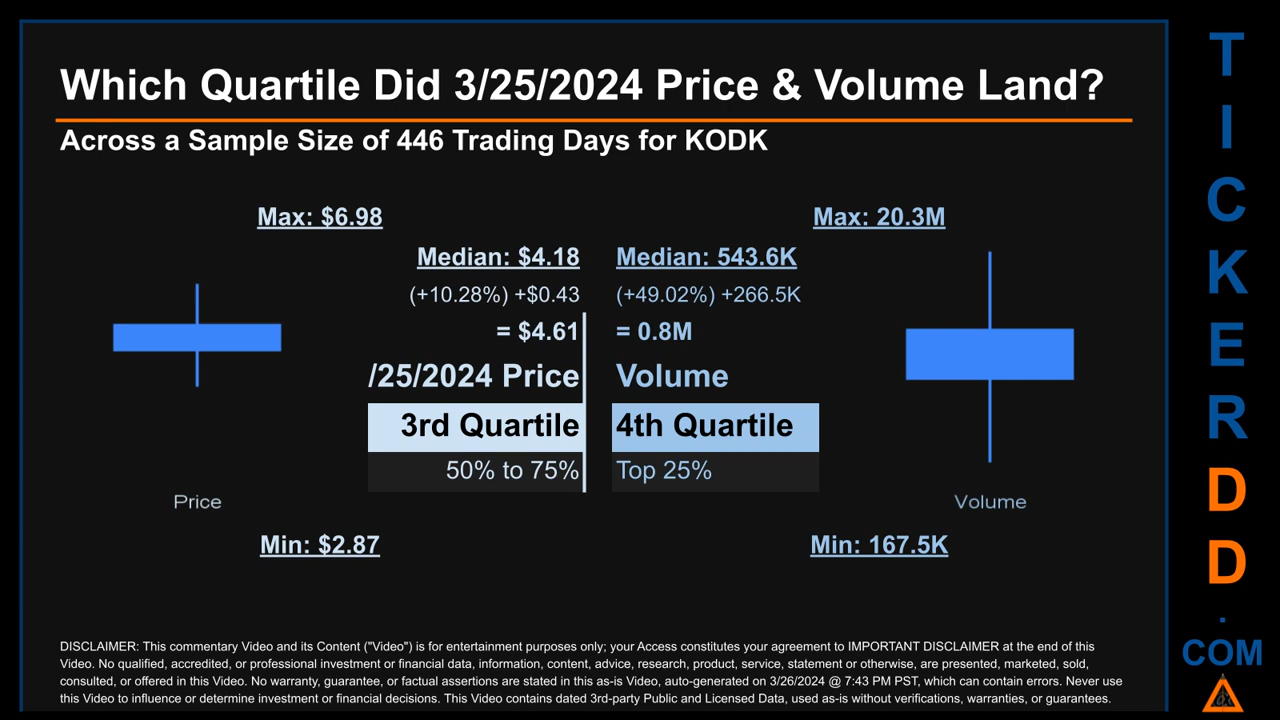 Which Quartile Did 3/25/2024 Price & Volume Land?
Across a Sample Size of 446 Trading Days for KODK
Max: $6.98
Median: $4.18
(+10.28%) +$0.43
= $4.61
/25/2024 Price
3rd Quartile
50% to 75%
Price
Min: $2.87
Max: 20.3M
Median: 543.6K
(+49.02%) +266.5K
= 0.8M
Volume
4th Quartile
Top 25%
Volume
Min: 167.5K
DISCLAIMER: This commentary Video and its Content ("Video") is for entertainment purposes only; your Access constitutes your agreement to IMPORTANT DISCLAIMER at the end of this
Video. No qualified, accredited, or professional investment or financial data, information, content, advice, research, product, service, statement or otherwise, are presented, marketed, sold,
consulted, or offered in this Video. No warranty, guarantee, or factual assertions are stated in this as-is Video, auto-generated on 3/26/2024 @ 7:43 PM PST, which can contain errors. Never use
this Video to influence or determine investment or financial decisions. This Video contains dated 3rd-party Public and Licensed Data, used as-is without verifications, warranties, or guarantees.
T
I
C
K
E
R
D
D
.
COM